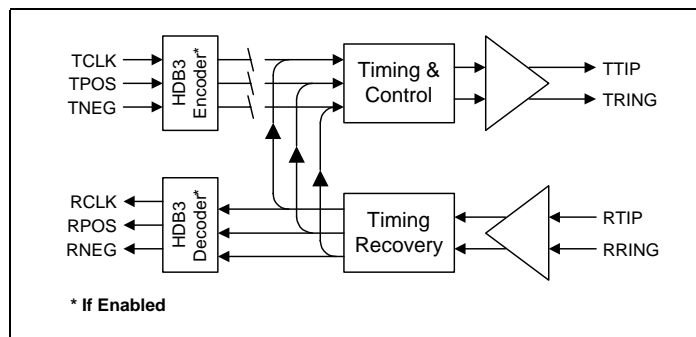 TCLK
TPOS
TNEG
HDB3
Encoder*
Timing &
Control
TTIP
TRING
RCLK
RPOS
RNEG
HDB3
Decoder*
Timing
Recovery
RTIP
RRING
* If Enabled